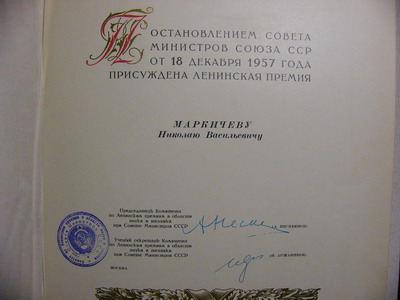 ПОСТАНОВЛЕНИЕМ СОВЕТА
МИНИСТРОВ СОЮЗА ССР
ОТ 18 ДЕКАБРЯ 1957 ГОДА
ПРИСУЖДЕНА ЛЕНИНСКАЯ ПРЕМИЯ
МАРКИЧЕВУ
Николаю Васильевичу
Председатель Комитета
по Ленинским премиям в области
науки и техники
при Совете Министров СССР
Ученый секретарь Комитета
по Ленинским премиям в области
науки и техники
при Совете Министров СССР
МОСКВА